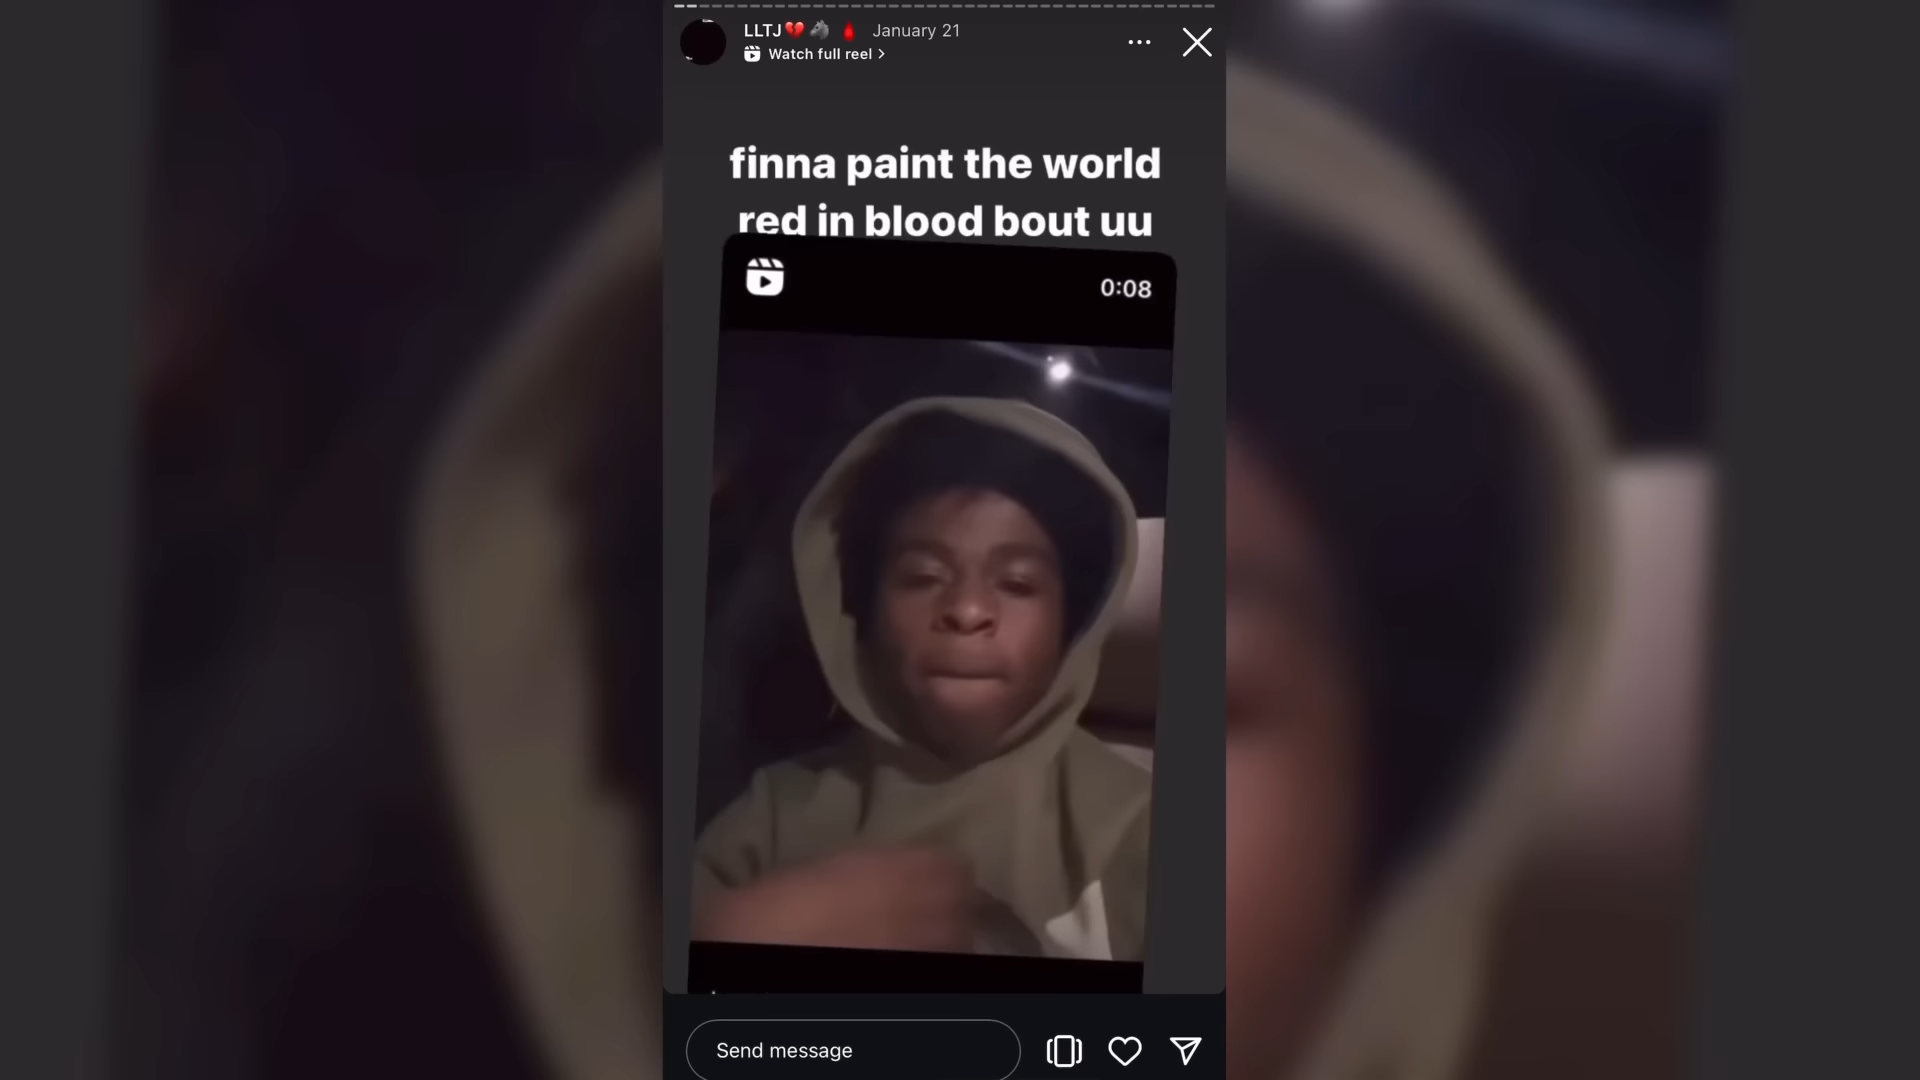 LLTJ💔🐴🩸 January 21
Watch full reel >
finna paint the world
red in blood bout uu
0:08
Send message